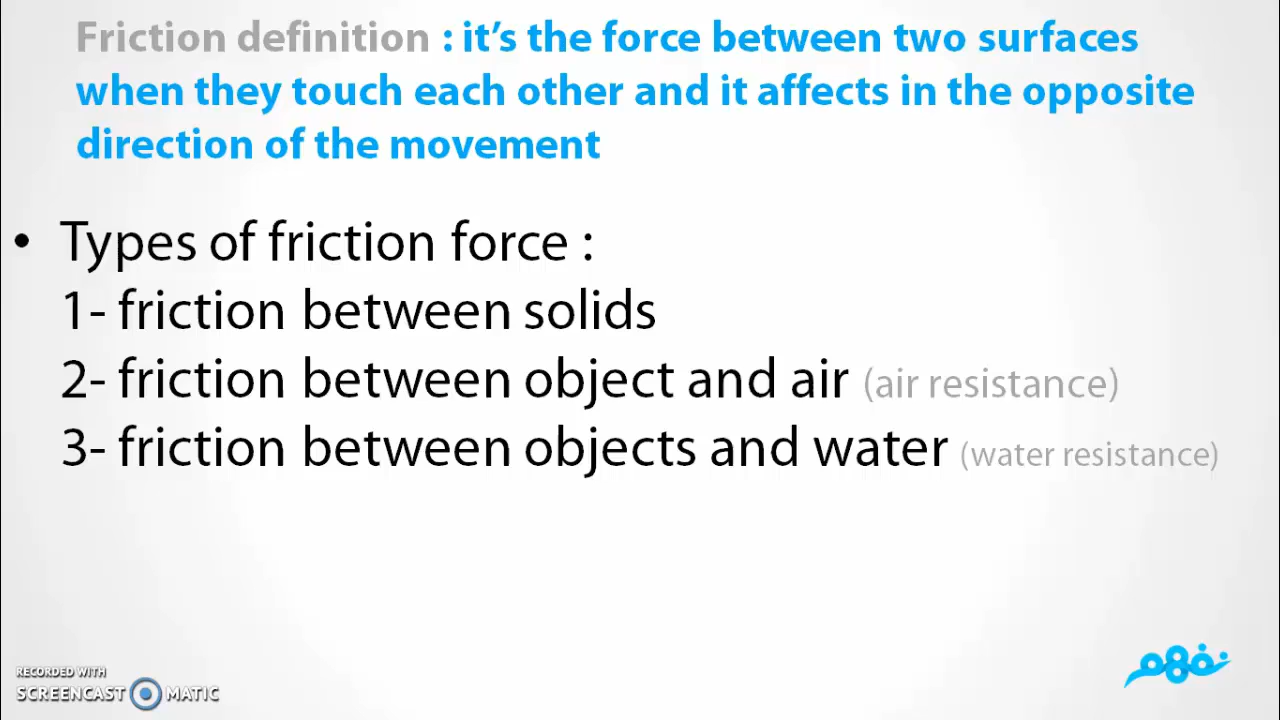 Friction definition : it's the force between two surfaces
when they touch each other and it affects in the opposite
direction of the movement
• Types of friction force :
1- friction between solids
2- friction between object and air (air resistance)
3- friction between objects and water (water resistance)
RECORDED WITH
SCREENCAST MATIC
نفهم